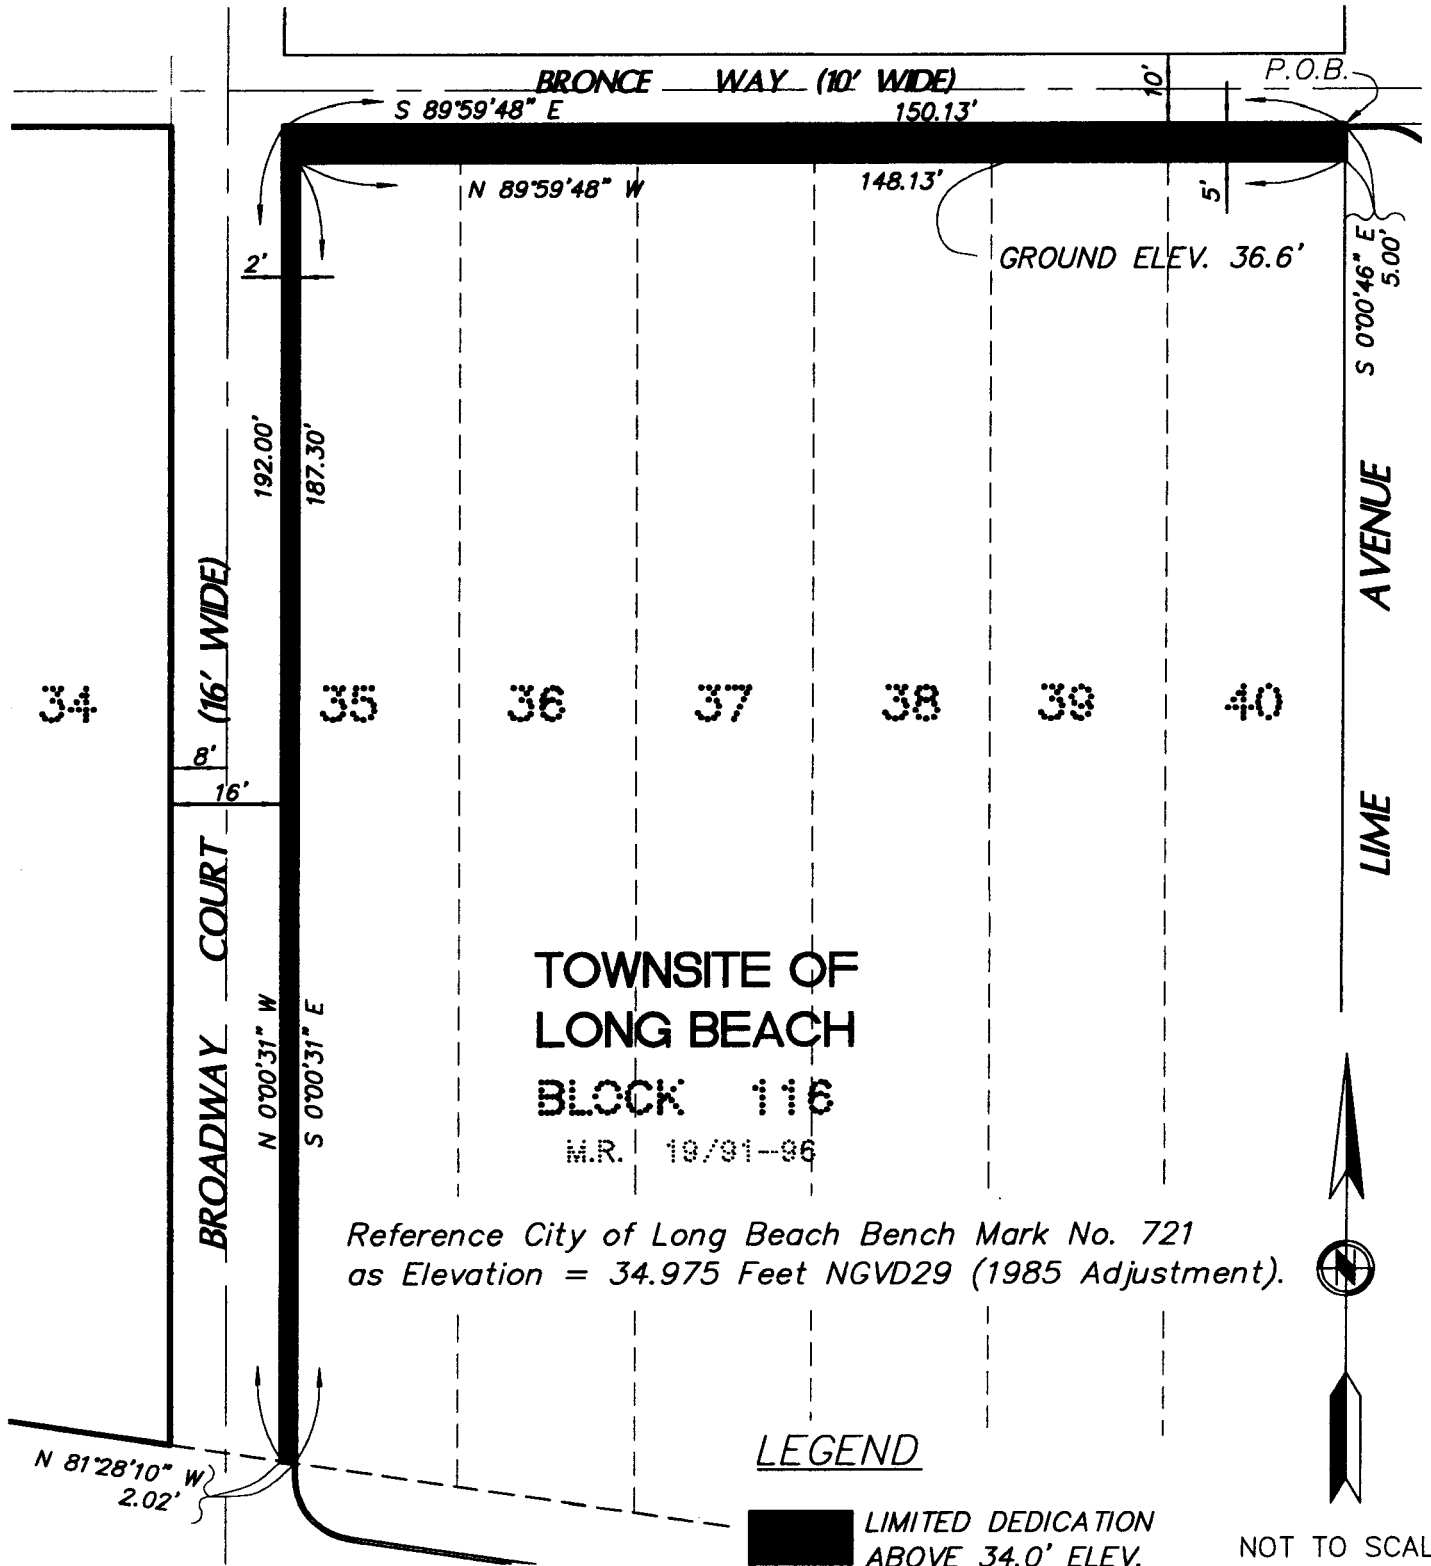 BRONCE WAY (10' WIDE)
10'
P.O.B.
S 89°59'48" E
150.13'
N 89°59'48" W
148.13'
5'
GROUND ELEV. 36.6'
S 0°00'46" E
5.00'
2'
192.00'
187.30'
BROADWAY COURT (16' WIDE)
LIME AVENUE
34
35
36
37
38
39
40
8'
16'
N 0°00'31" W
S 0°00'31" E
TOWNSITE OF
LONG BEACH
BLOCK 116
M.R. 19/91--96
Reference City of Long Beach Bench Mark No. 721
as Elevation = 34.975 Feet NGVD29 (1985 Adjustment).
N
N 81°28'10" W
2.02'
LEGEND
LIMITED DEDICATION
ABOVE 34.0' ELEV.
NOT TO SCAL